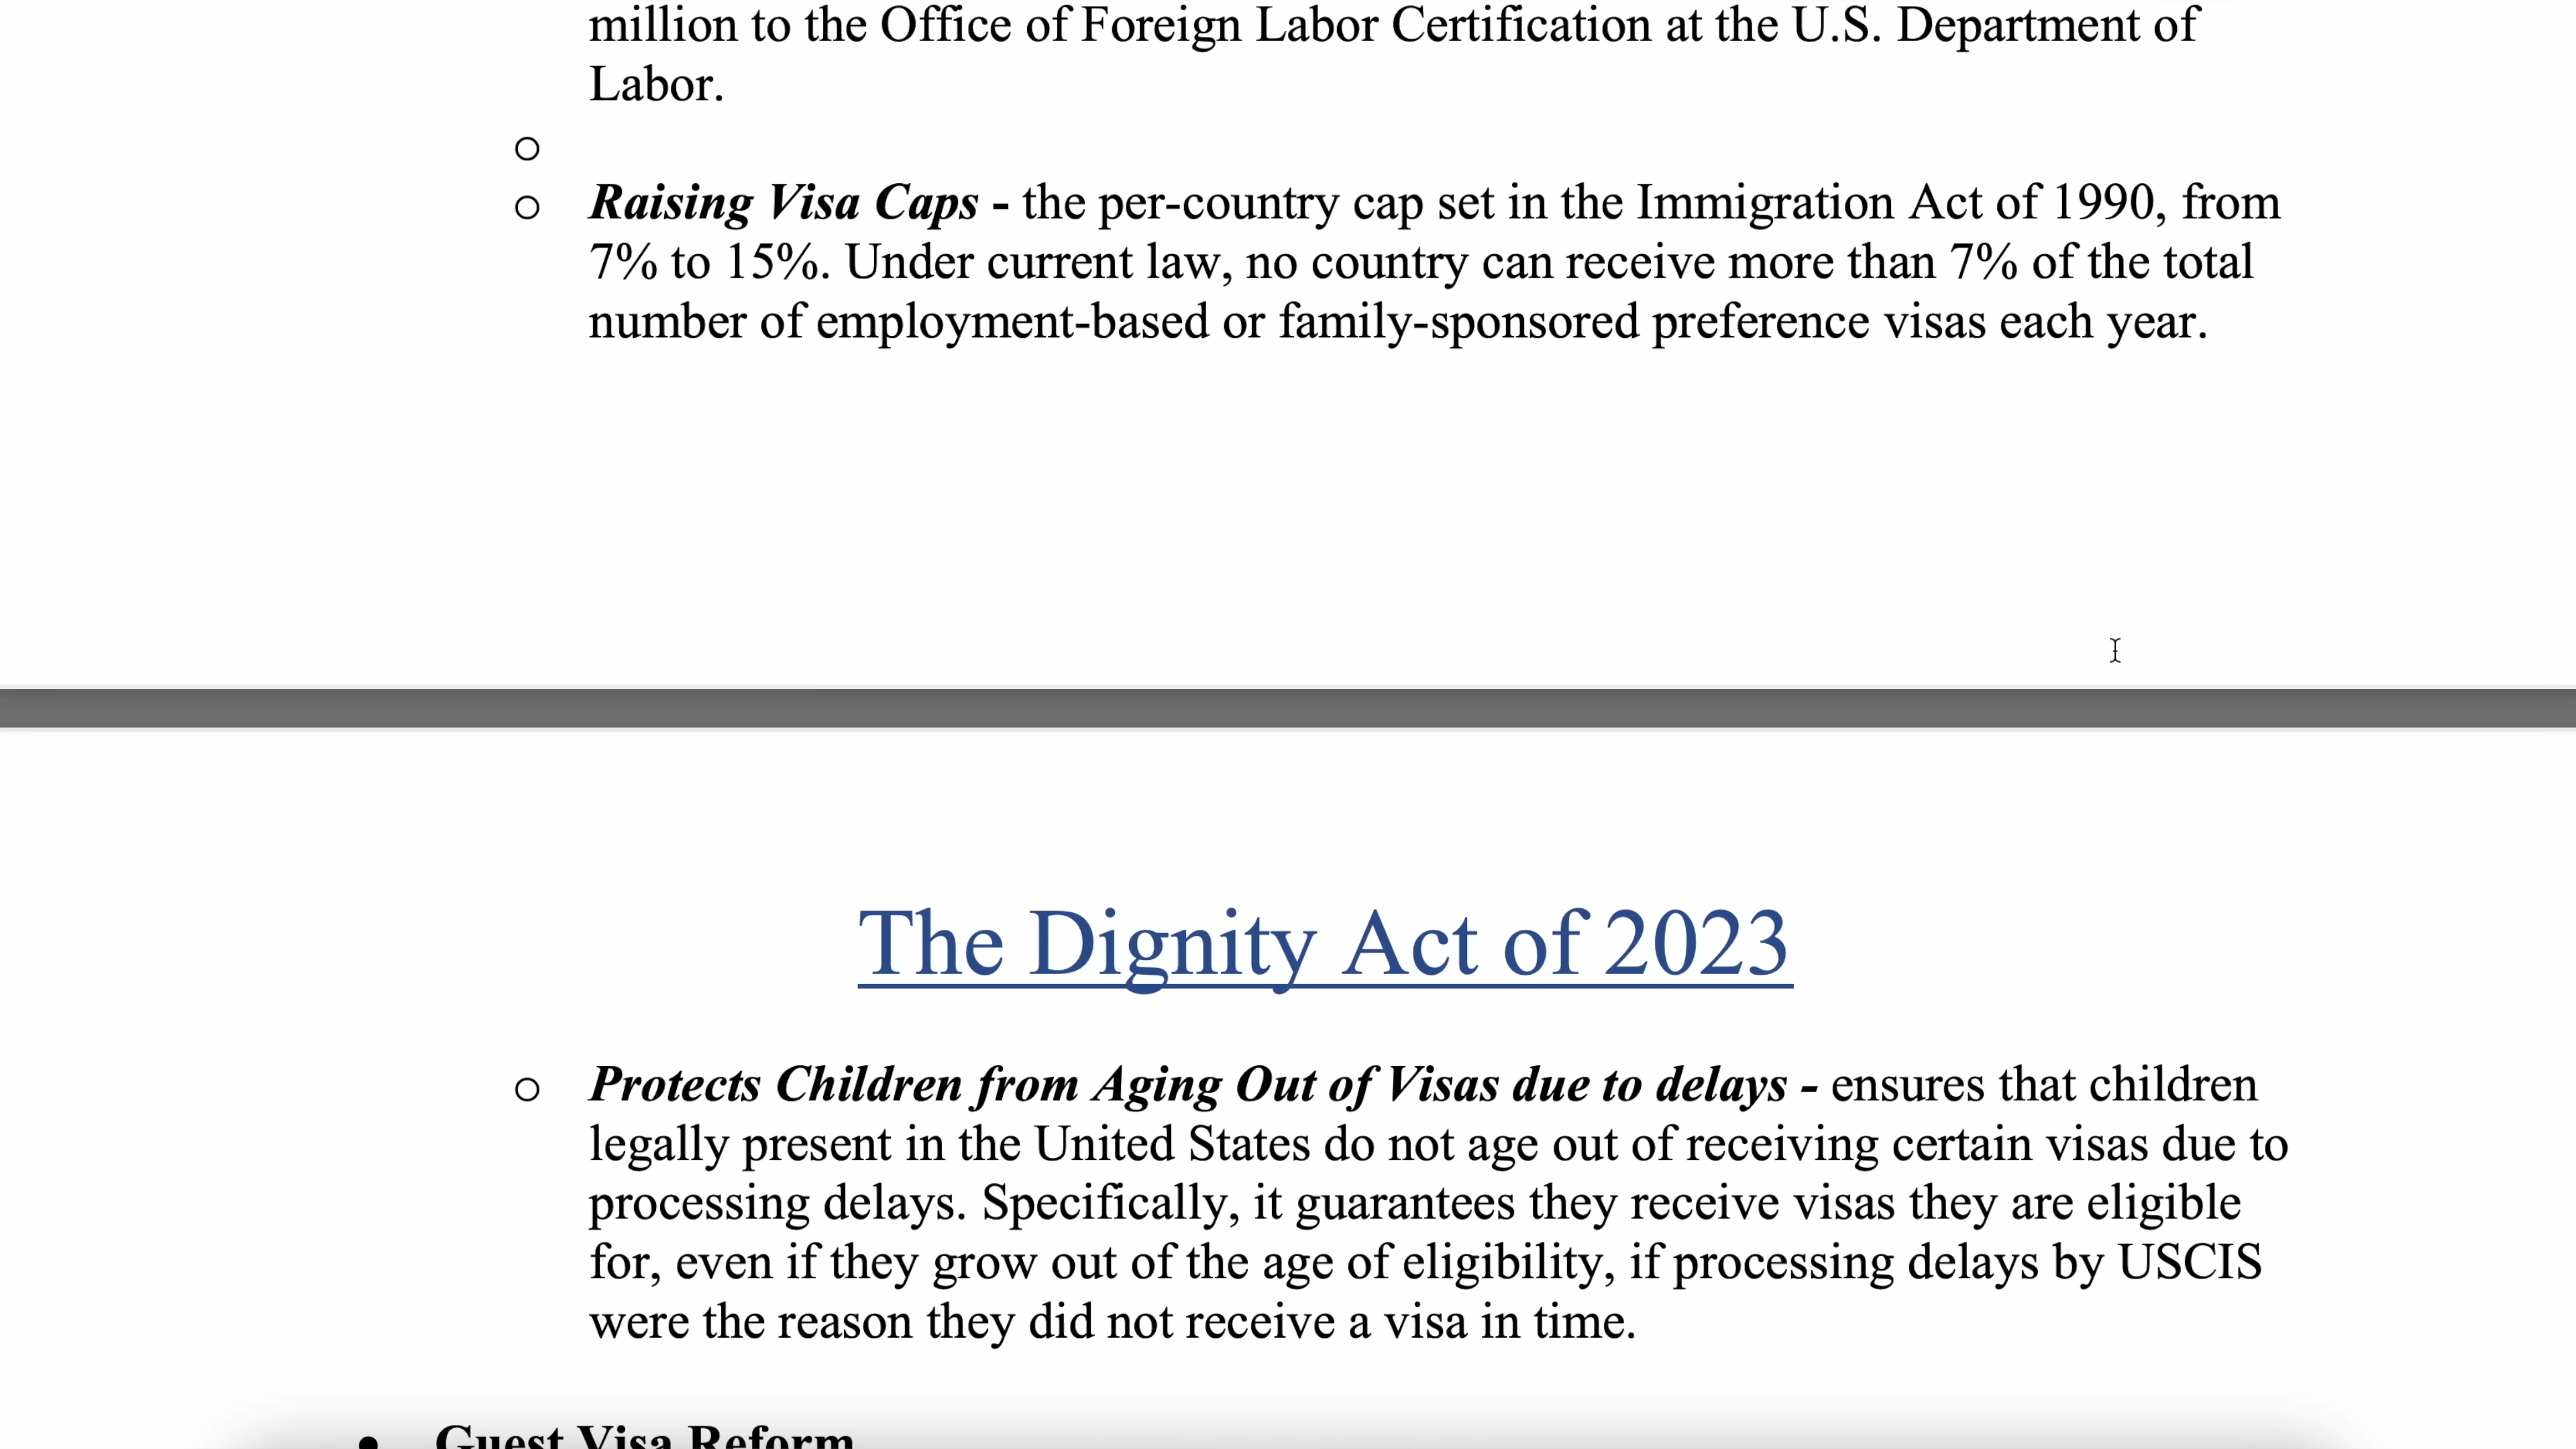 million to the Office of Foreign Labor Certification at the U.S. Department of
Labor.
Raising Visa Caps - the per-country cap set in the Immigration Act of 1990, from
7% to 15%. Under current law, no country can receive more than 7% of the total
number of employment-based or family-sponsored preference visas each year.
The Dignity Act of 2023
Protects Children from Aging Out of Visas due to delays - ensures that children
legally present in the United States do not age out of receiving certain visas due to
processing delays. Specifically, it guarantees they receive visas they are eligible
for, even if they grow out of the age of eligibility, if processing delays by USCIS
were the reason they did not receive a visa in time.
Guest Visa Reform